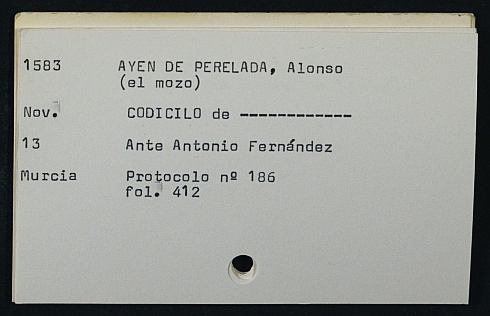 1583 AYEN DE PERELADA, Alonso
(el mozo)
Nov. CODICILO de ------------
13 Ante Antonio Fernández
Murcia Protocolo nº 186
fol. 412